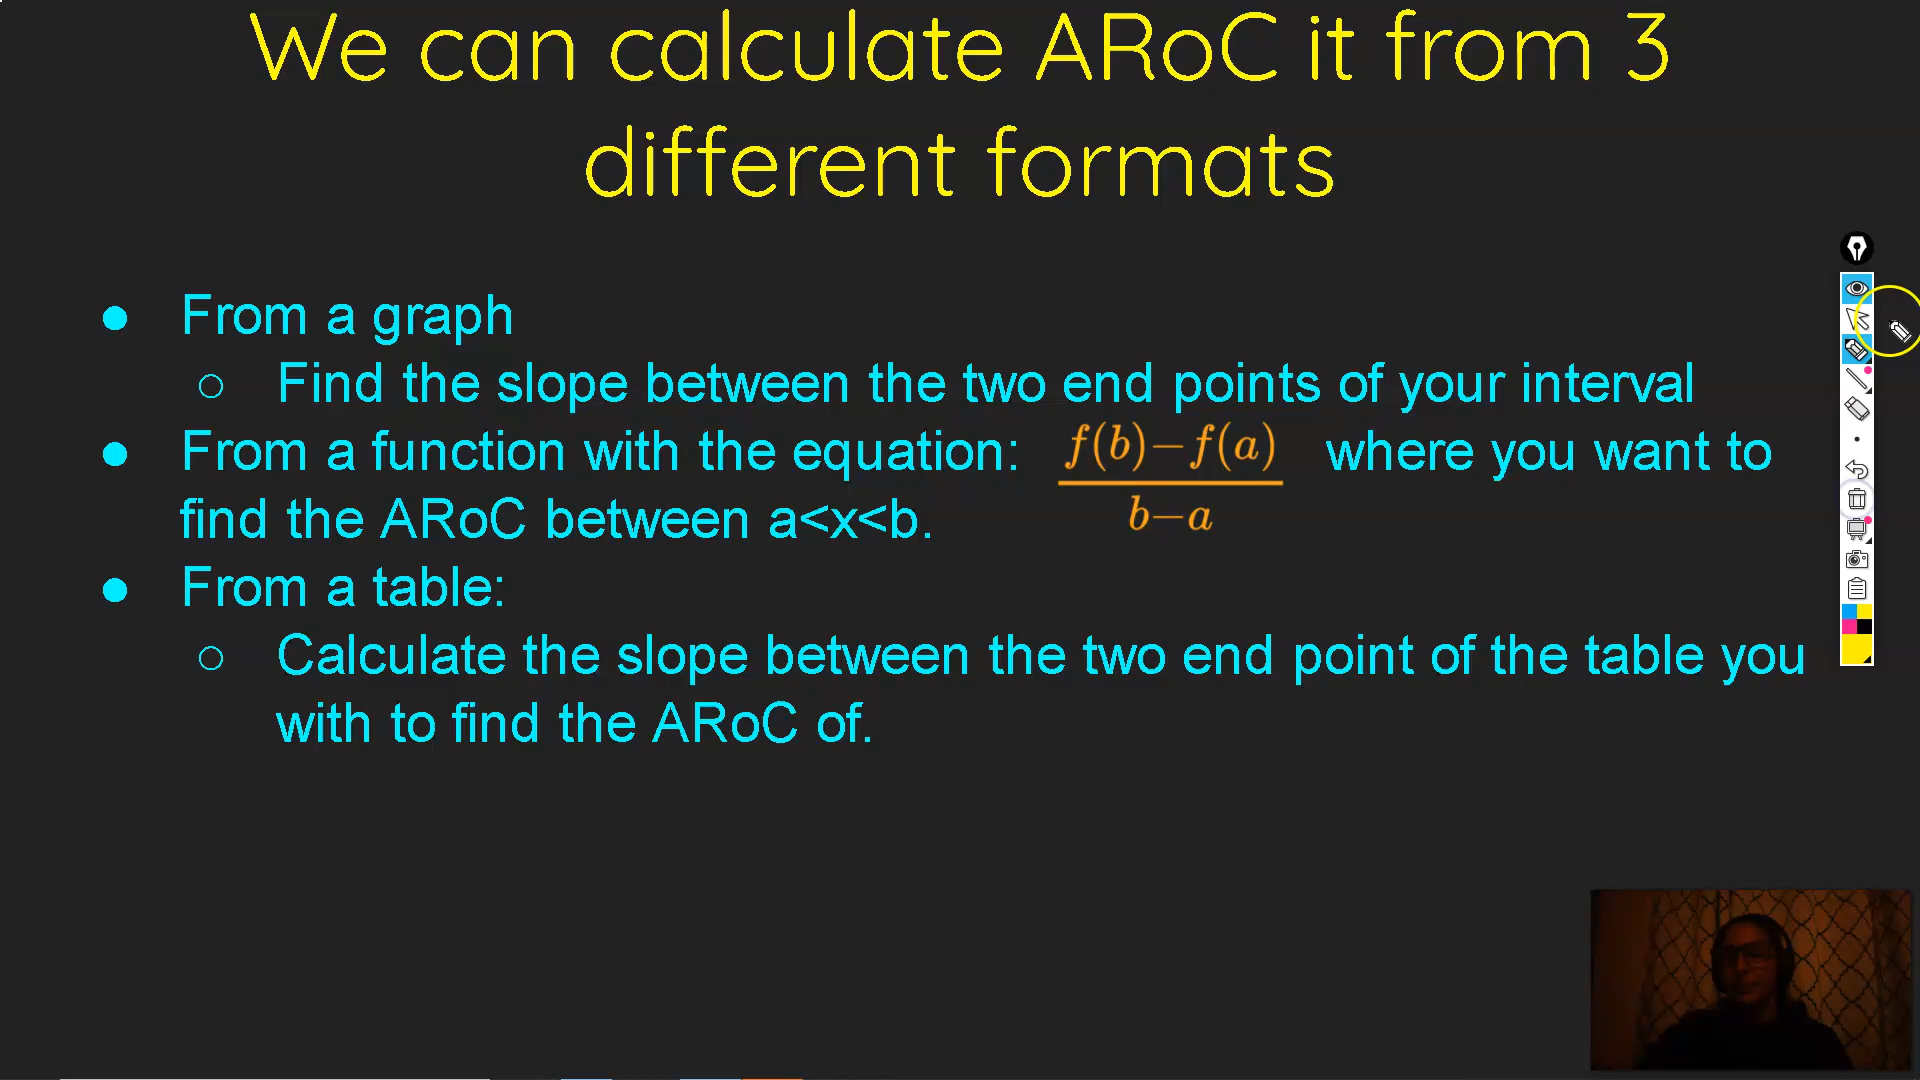 We can calculate ARoC it from 3
different formats
● From a graph
○ Find the slope between the two end points of your interval
● From a function with the equation: f(b)−f(a) / b−a where you want to
find the ARoC between a<x<b.
● From a table:
○ Calculate the slope between the two end point of the table you
with to find the ARoC of.